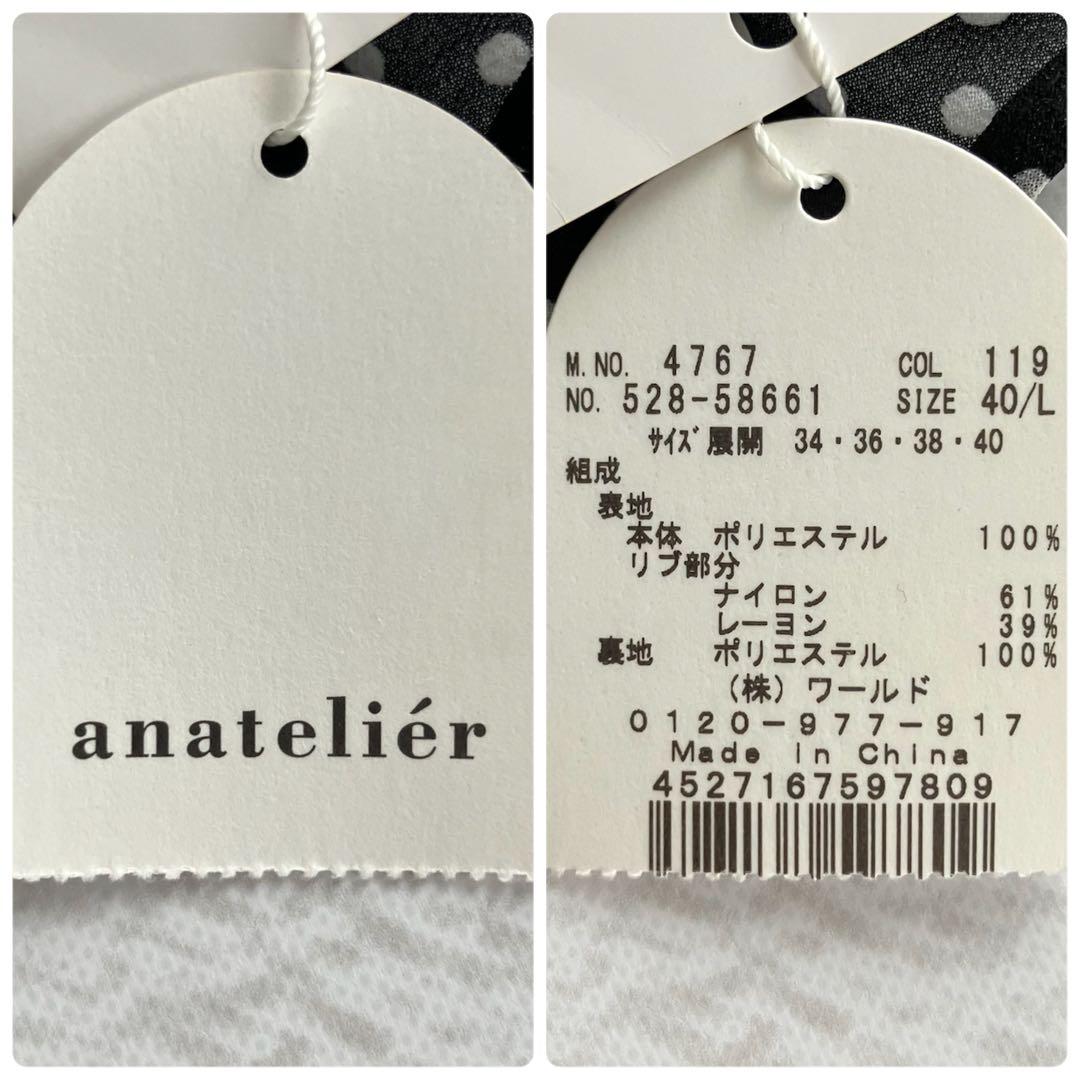 anateliér
M.NO. 4767 COL 119
NO. 528-58661 SIZE 40/L
ｻｲｽﾞ展開 34・36・38・40
組成
表地
本体 ポリエステル 100%
リブ部分
ナイロン 61%
レーヨン 39%
裏地 ポリエステル 100%
(株)ワールド
0120-977-917
Made in China
4527167597809